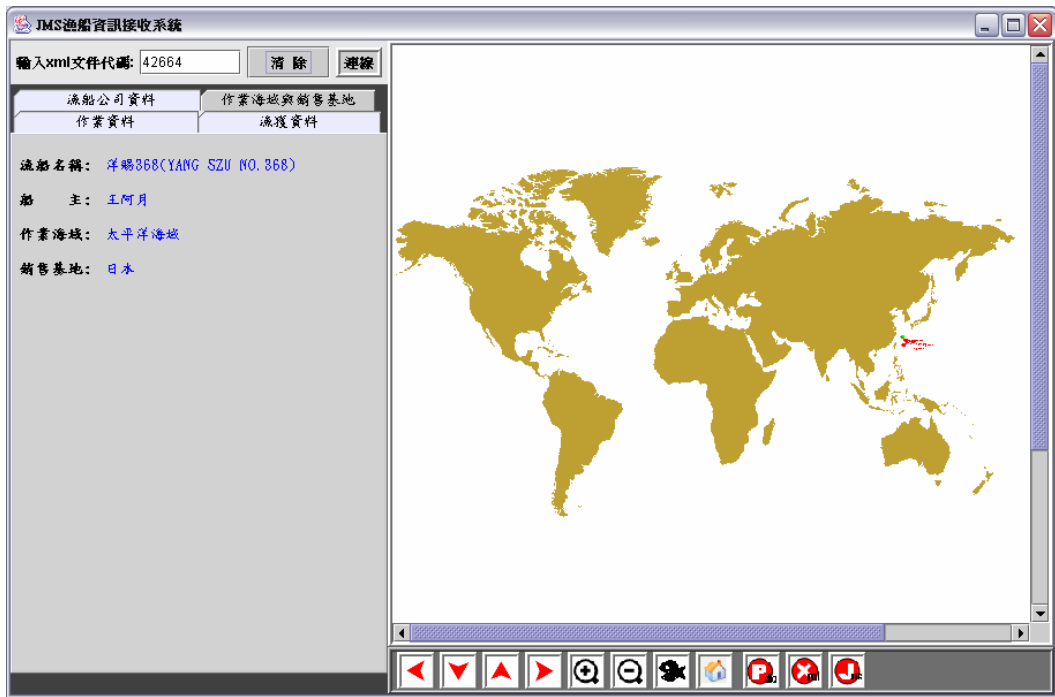 JMS漁船資訊接收系統
輸入xml文件代碼: 42664 清 除 連線
漁船公司資料 作業海域與銷售基地
作業資料 漁獲資料
漁船名稱: 洋賜368(YANG SZU NO.368)
船 主: 王阿月
作業海域: 太平洋海域
銷售基地: 日本